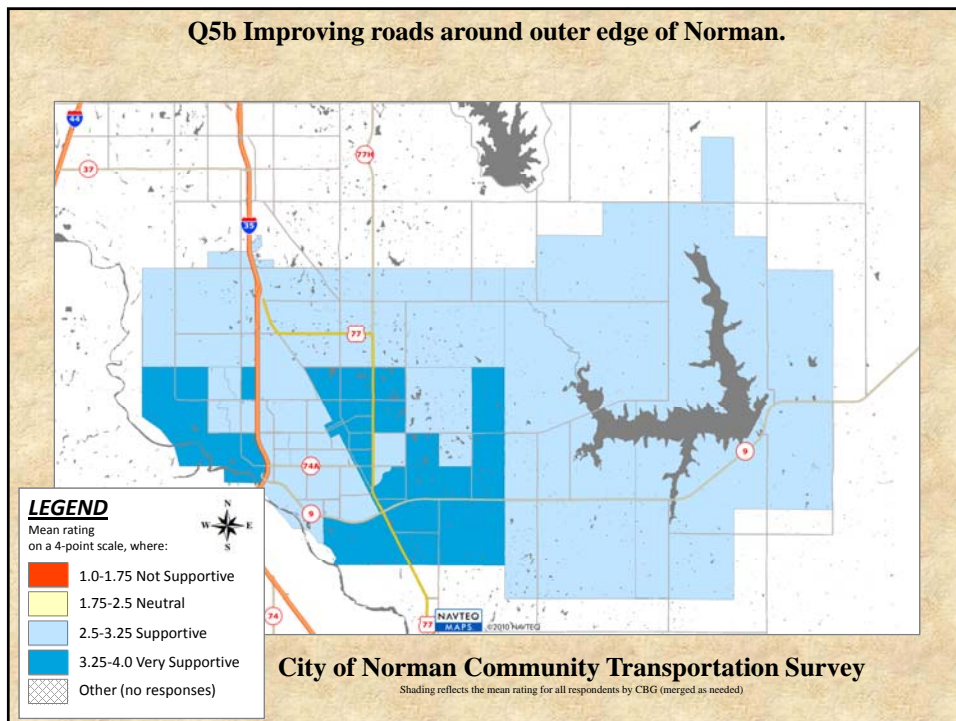 Q5b Improving roads around outer edge of Norman.
44
77H
37
35
77
74A
9
9
74
77
NAVTEQ
MAPS
©2010 NAVTEQ
LEGEND
Mean rating
on a 4-point scale, where:
N
W E
S
1.0-1.75 Not Supportive
1.75-2.5 Neutral
2.5-3.25 Supportive
3.25-4.0 Very Supportive
Other (no responses)
City of Norman Community Transportation Survey
Shading reflects the mean rating for all respondents by CBG (merged as needed)